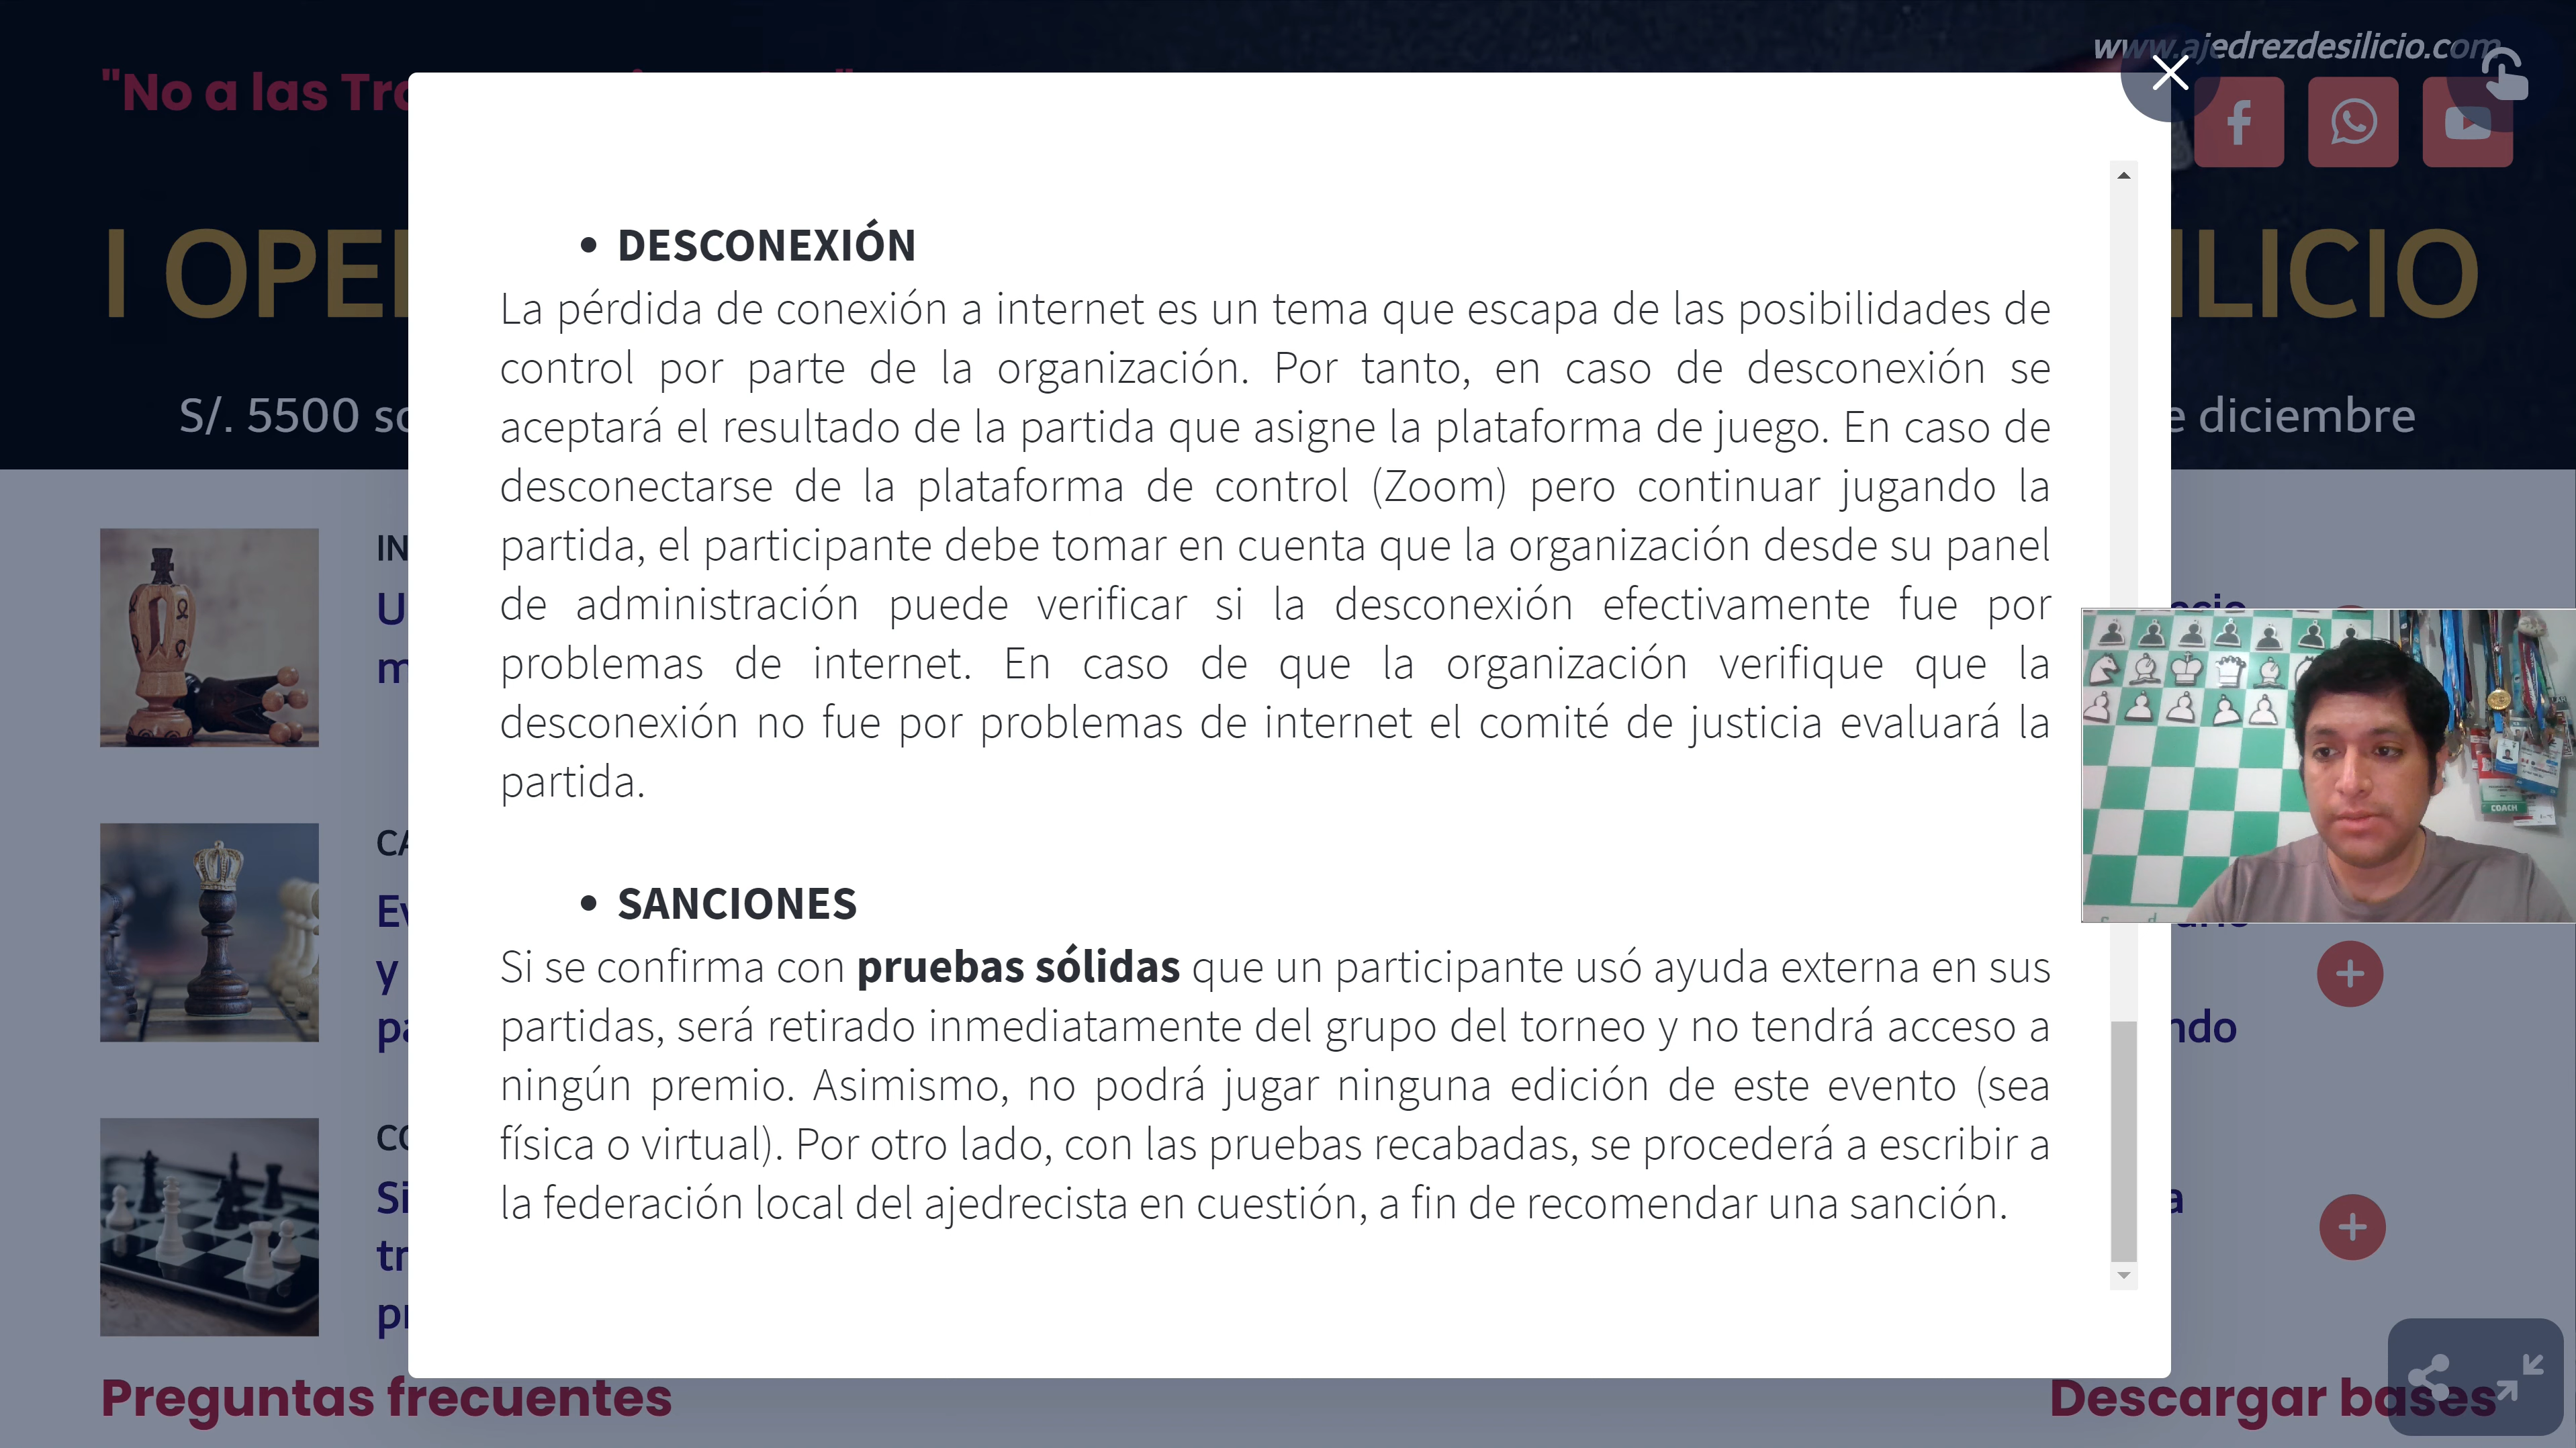 www.ajedrezdesilicio.com
"No a las
I OPE
ILICIO
S/. 5500
e diciembre
DESCONEXIÓN
La pérdida de conexión a internet es un tema que escapa de las posibilidades de
control por parte de la organización. Por tanto, en caso de desconexión se
aceptará el resultado de la partida que asigne la plataforma de juego. En caso de
desconectarse de la plataforma de control (Zoom) pero continuar jugando la
partida, el participante debe tomar en cuenta que la organización desde su panel
de administración puede verificar si la desconexión efectivamente fue por
problemas de internet. En caso de que la organización verifique que la
desconexión no fue por problemas de internet el comité de justicia evaluará la
partida.
SANCIONES
Si se confirma con pruebas sólidas que un participante usó ayuda externa en sus
partidas, será retirado inmediatamente del grupo del torneo y no tendrá acceso a
ningún premio. Asimismo, no podrá jugar ninguna edición de este evento (sea
física o virtual). Por otro lado, con las pruebas recabadas, se procederá a escribir a
la federación local del ajedrecista en cuestión, a fin de recomendar una sanción.
COACH
Preguntas frecuentes
Descargar bases